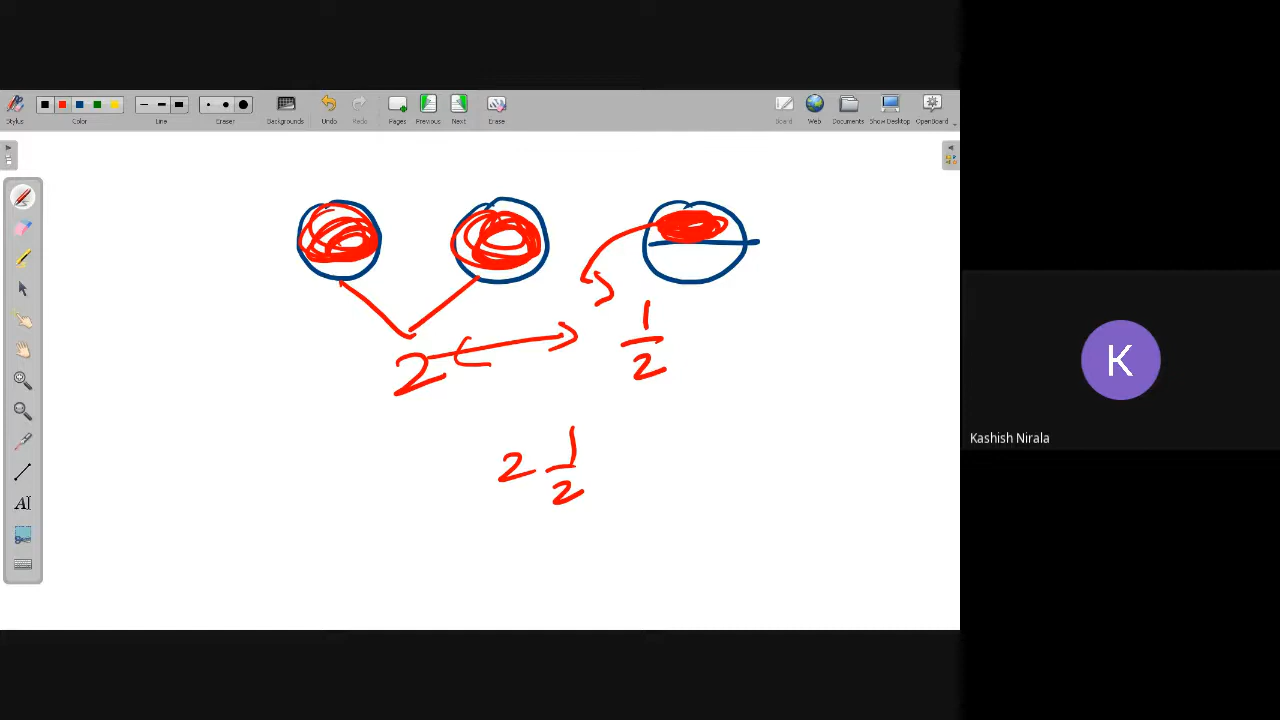 Stylus Color Line Eraser Backgrounds Undo Redo Pages Previous Next Erase Board Web Documents Show Desktop OpenBoard
2
1
2
2 1
2
AI
K
Kashish Nirala